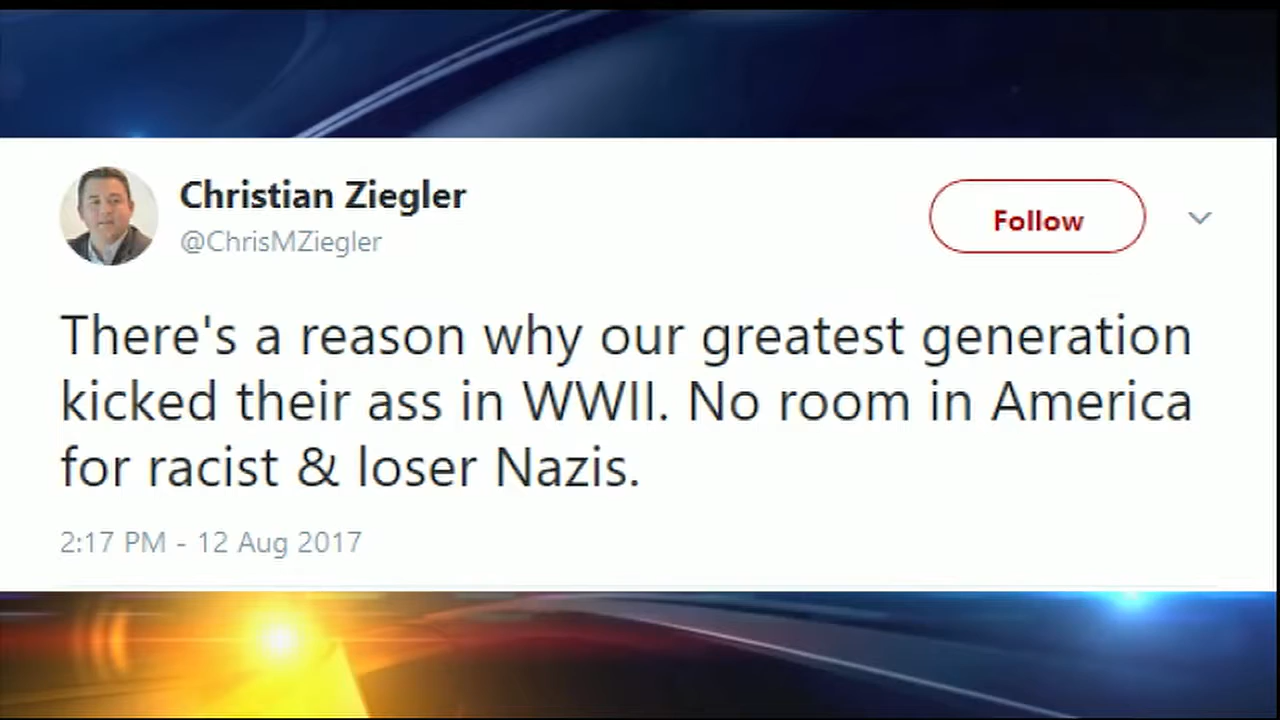 Christian Ziegler
@ChrisMZiegler
Follow
There's a reason why our greatest generation
kicked their ass in WWII. No room in America
for racist & loser Nazis.
2:17 PM - 12 Aug 2017